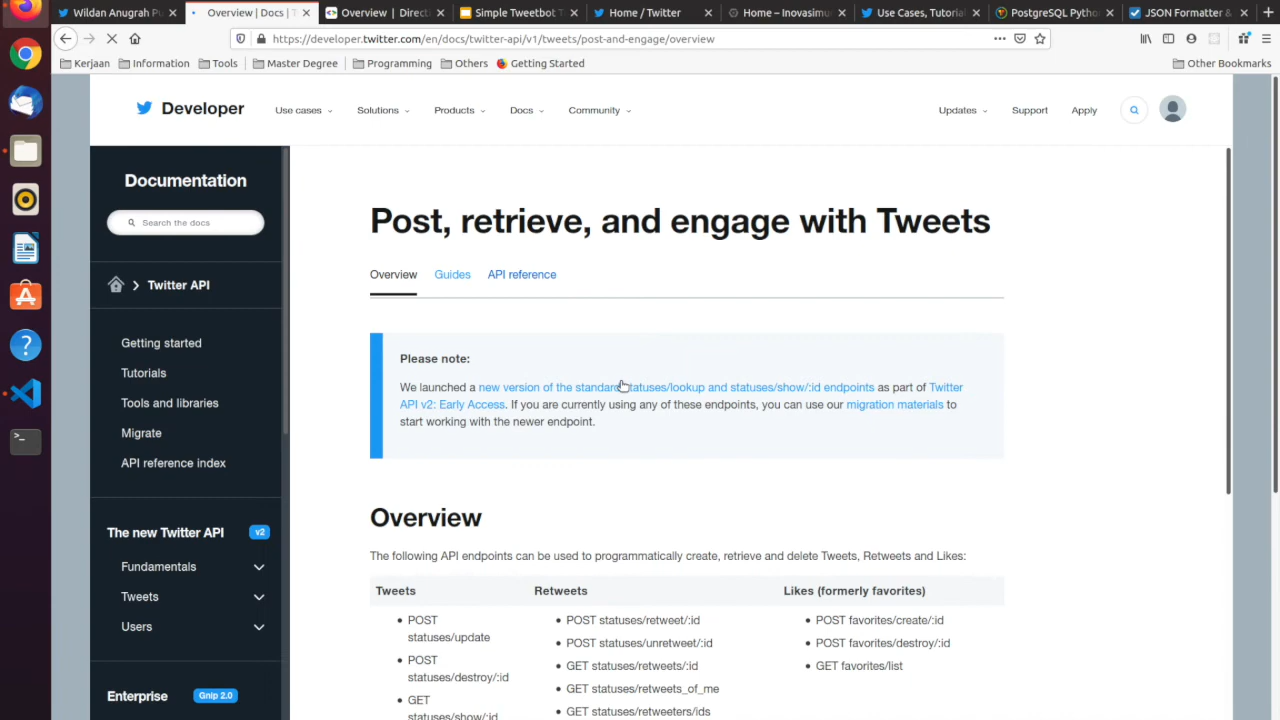 Wildan Anugrah Pu
Overview | Docs | T
Overview | Directi
Simple Tweetbot T
Home / Twitter
Home – Inovasimu
Use Cases, Tutorial
PostgreSQL Pytho
JSON Formatter &
https://developer.twitter.com/en/docs/twitter-api/v1/tweets/post-and-engage/overview
Kerjaan Information Tools Master Degree Programming Others Getting Started Other Bookmarks
Developer Use cases Solutions Products Docs Community Updates Support Apply
Documentation
Search the docs
Twitter API
Getting started
Tutorials
Tools and libraries
Migrate
API reference index
The new Twitter API v2
Fundamentals
Tweets
Users
Enterprise Gnip 2.0
Post, retrieve, and engage with Tweets
Overview Guides API reference
Please note:
We launched a new version of the standard statuses/lookup and statuses/show/:id endpoints as part of Twitter
API v2: Early Access. If you are currently using any of these endpoints, you can use our migration materials to
start working with the newer endpoint.
Overview
The following API endpoints can be used to programmatically create, retrieve and delete Tweets, Retweets and Likes:
Tweets
POST
statuses/update
POST
statuses/destroy/:id
GET
statuses/show/:id
Retweets
POST statuses/retweet/:id
POST statuses/unretweet/:id
GET statuses/retweets/:id
GET statuses/retweets_of_me
GET statuses/retweeters/ids
Likes (formerly favorites)
POST favorites/create/:id
POST favorites/destroy/:id
GET favorites/list